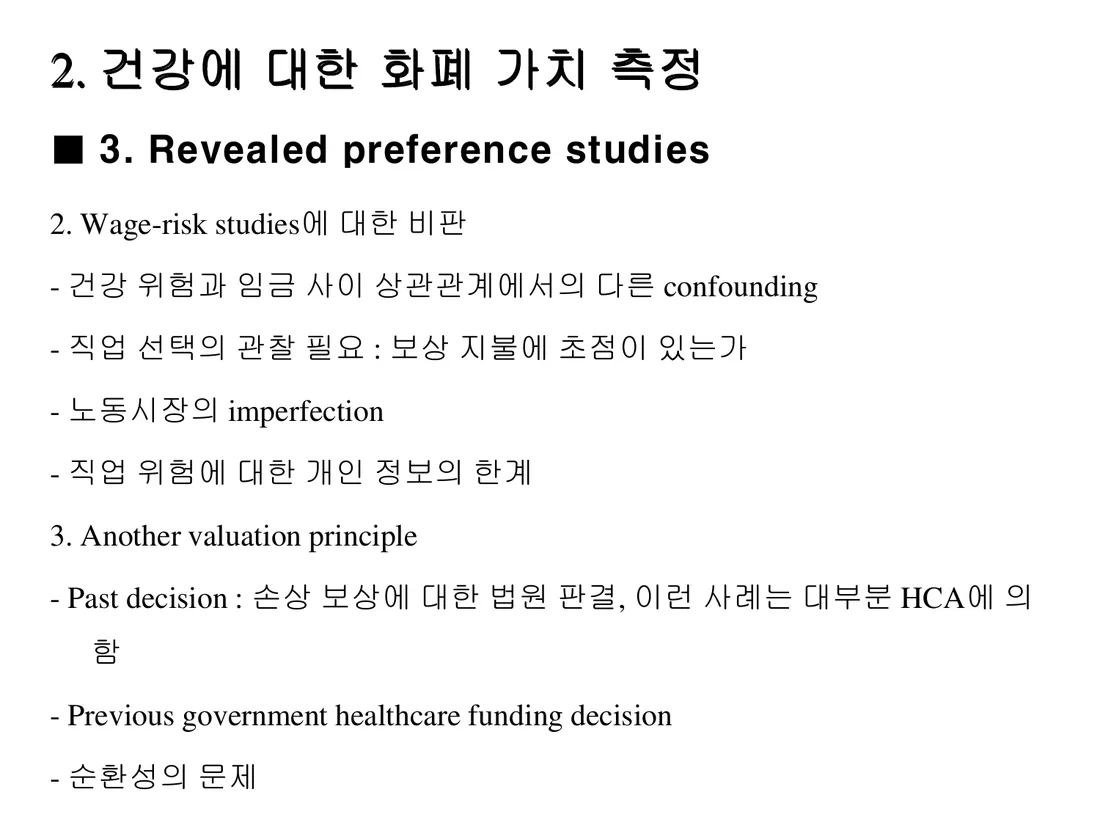 2. 건강에 대한 화폐 가치 측정
■ 3. Revealed preference studies
2. Wage-risk studies에 대한 비판
- 건강 위험과 임금 사이 상관관계에서의 다른 confounding
- 직업 선택의 관찰 필요 : 보상 지불에 초점이 있는가
- 노동시장의 imperfection
- 직업 위험에 대한 개인 정보의 한계
3. Another valuation principle
- Past decision : 손상 보상에 대한 법원 판결, 이런 사례는 대부분 HCA에 의
함
- Previous government healthcare funding decision
- 순환성의 문제